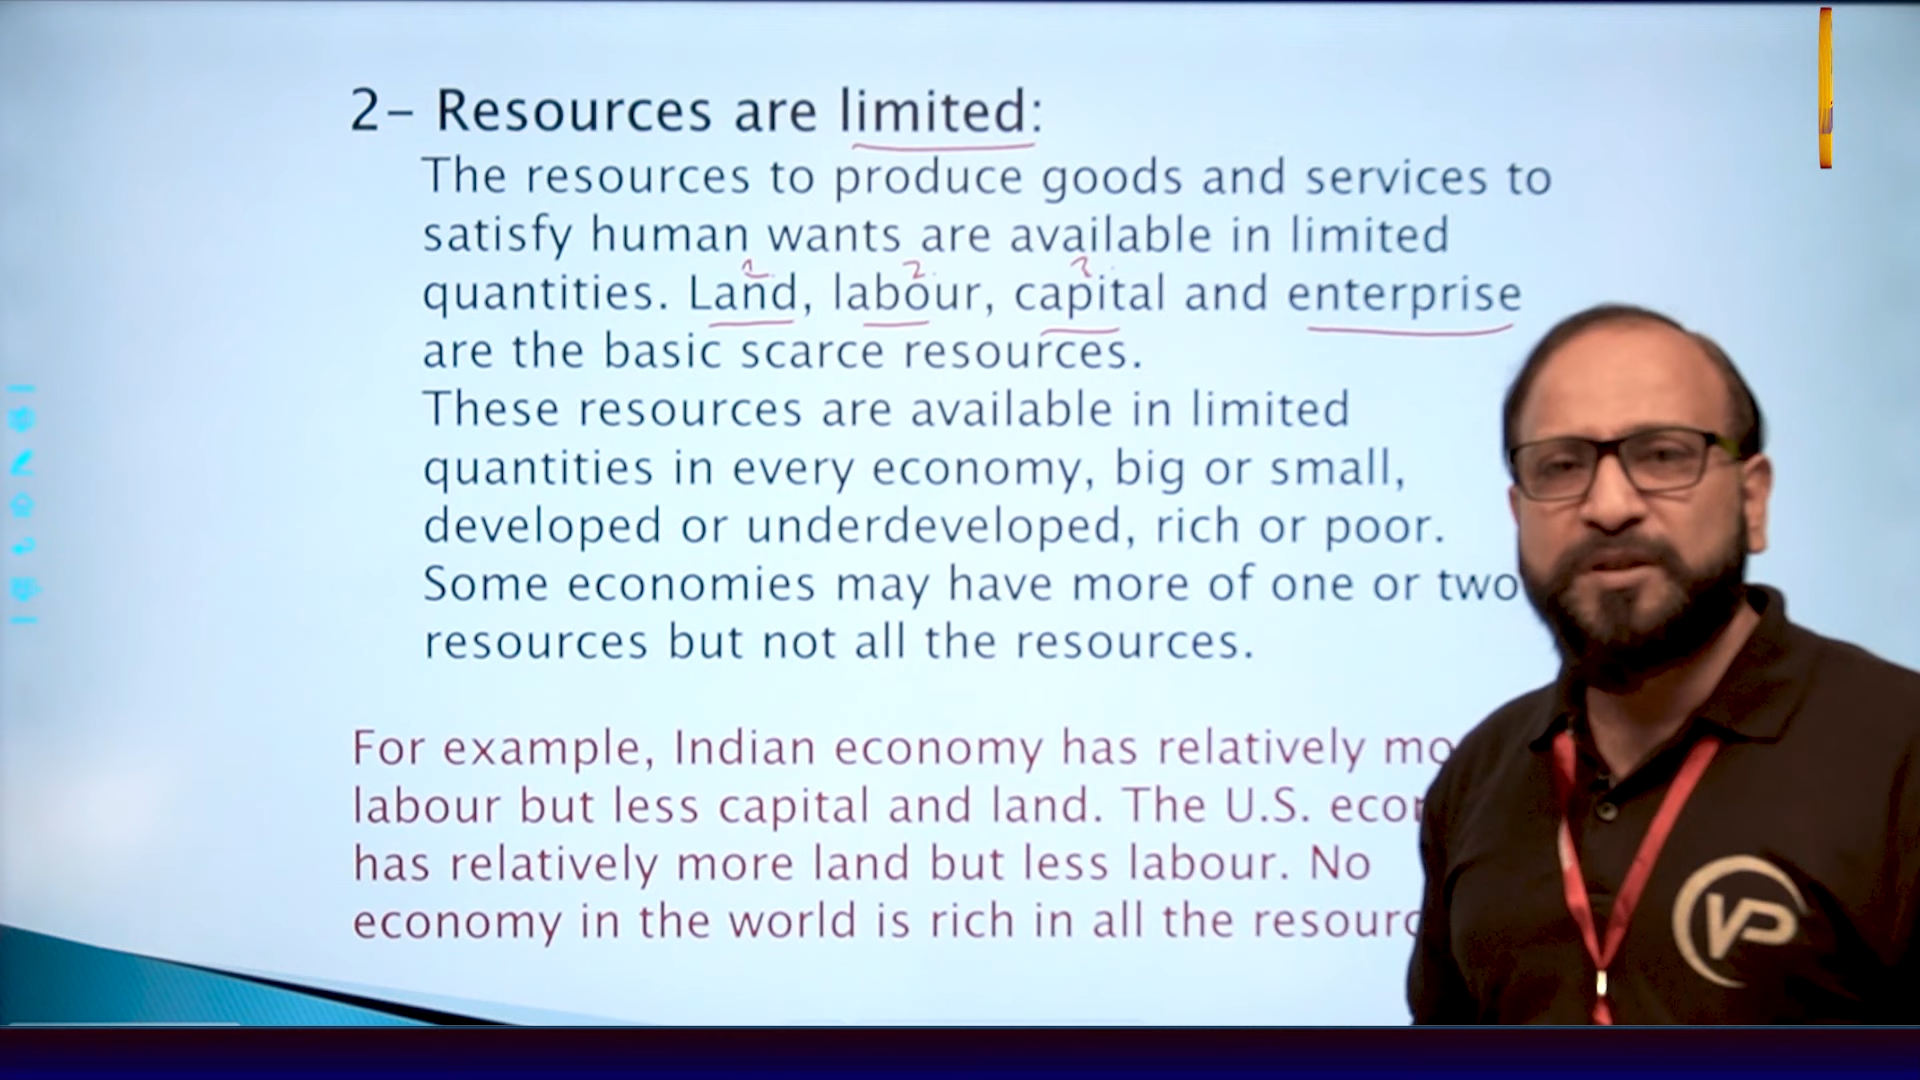 2- Resources are limited:
The resources to produce goods and services to
satisfy human wants are available in limited
1 2 3
quantities. Land, labour, capital and enterprise
are the basic scarce resources.
These resources are available in limited
quantities in every economy, big or small,
developed or underdeveloped, rich or poor.
Some economies may have more of one or two
resources but not all the resources.
For example, Indian economy has relatively
labour but less capital and land. The U.S.
has relatively more land but less labour. No
economy in the world is rich in all the
VP